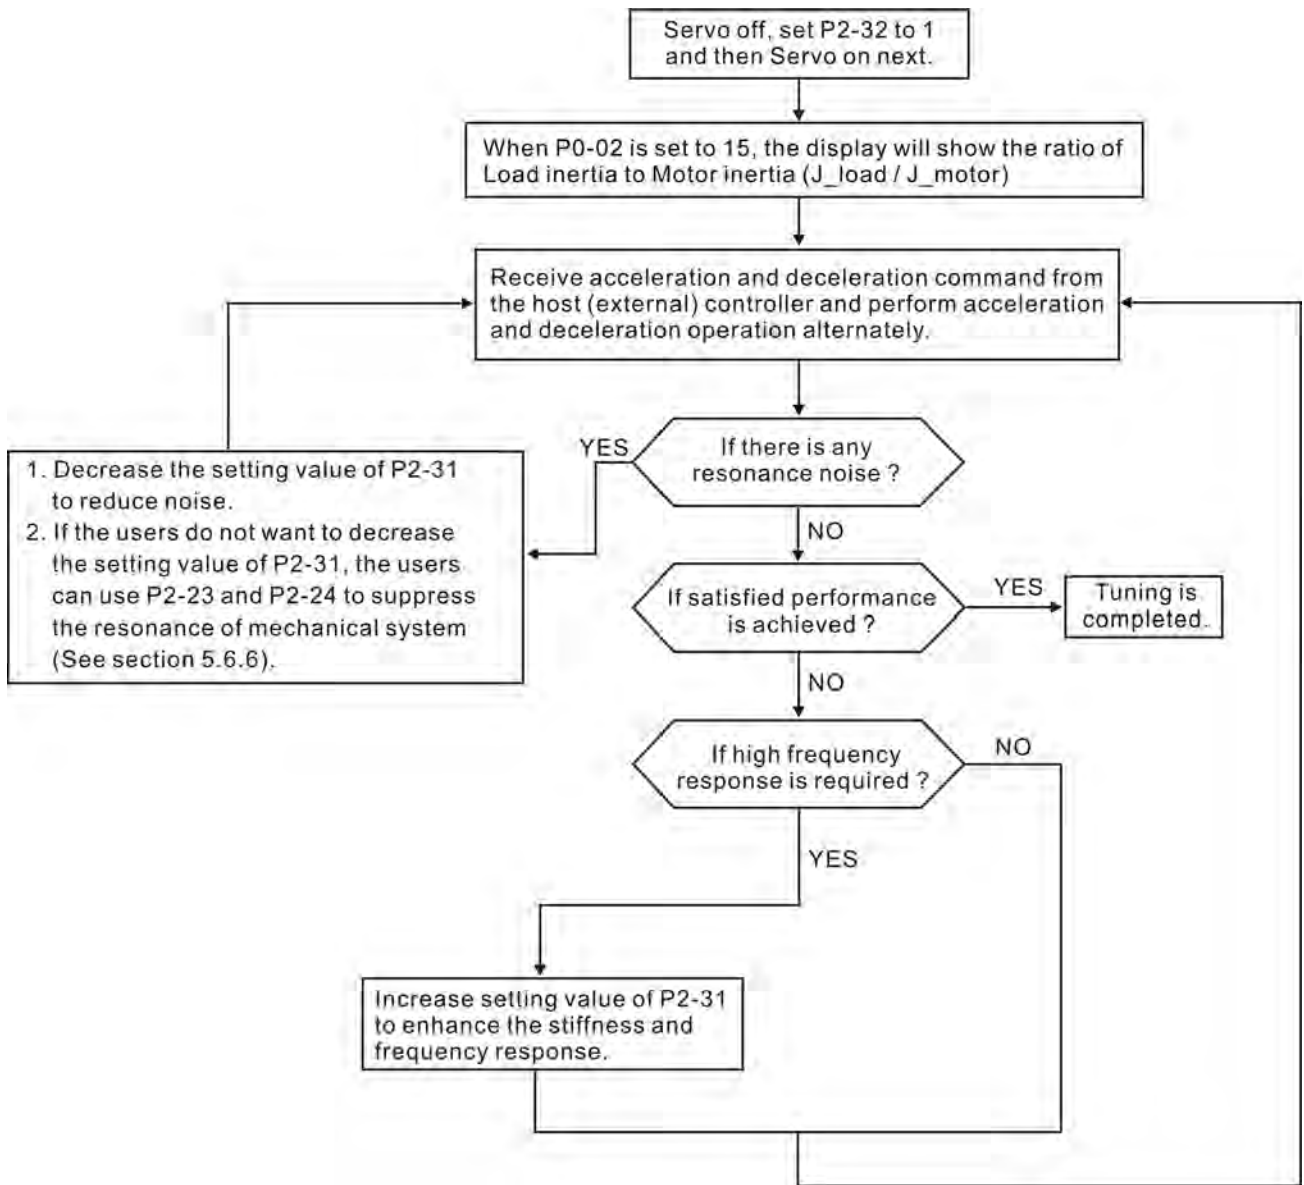 Servo off, set P2-32 to 1
and then Servo on next.
When P0-02 is set to 15, the display will show the ratio of
Load inertia to Motor inertia (J_load / J_motor)
Receive acceleration and deceleration command from
the host (external) controller and perform acceleration
and deceleration operation alternately.
YES
If there is any
resonance noise ?
1. Decrease the setting value of P2-31
to reduce noise.
2. If the users do not want to decrease
the setting value of P2-31, the users
can use P2-23 and P2-24 to suppress
the resonance of mechanical system
(See section 5.6.6).
NO
If satisfied performance
is achieved ?
YES
Tuning is
completed.
NO
If high frequency
response is required ?
NO
YES
Increase setting value of P2-31
to enhance the stiffness and
frequency response.